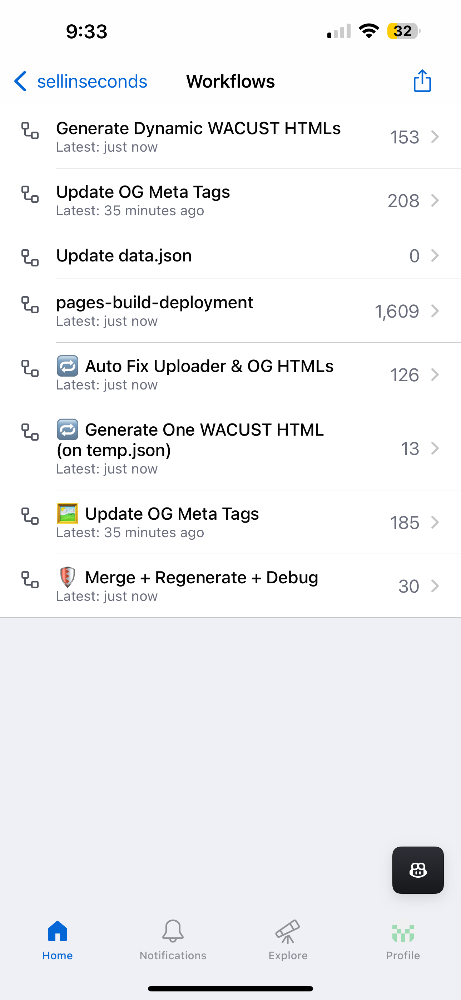 9:33
32
sellinseconds
Workflows
Generate Dynamic WACUST HTMLs
Latest: just now
153
Update OG Meta Tags
Latest: 35 minutes ago
208
Update data.json
0
pages-build-deployment
Latest: just now
1,609
🔁 Auto Fix Uploader & OG HTMLs
Latest: just now
126
🔁 Generate One WACUST HTML
(on temp.json)
Latest: just now
13
🖼️ Update OG Meta Tags
Latest: 35 minutes ago
185
🛡️ Merge + Regenerate + Debug
Latest: just now
30
Home
Notifications
Explore
Profile